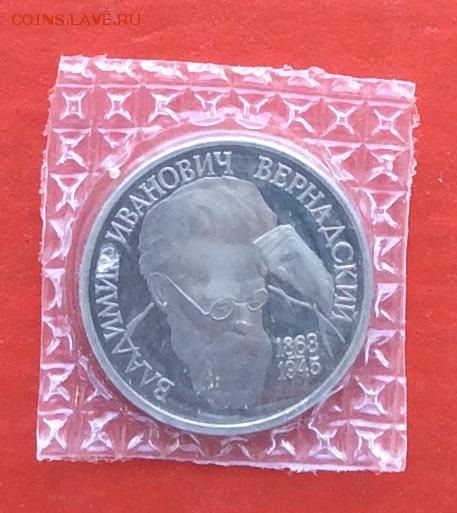 COINS.LAVE.RU
ВЛАДИМИР ИВАНОВИЧ ВЕРНАДСКИЙ
1863
1945